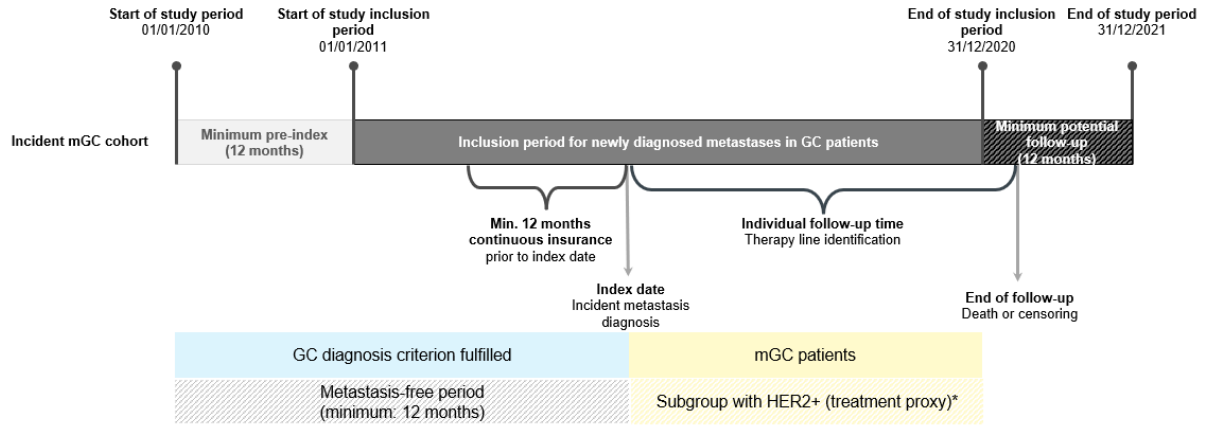 Start of study period
01/01/2010
Start of study inclusion
period
01/01/2011
End of study inclusion
period
31/12/2020
End of study period
31/12/2021
Incident mGC cohort
Minimum pre-index
(12 months)
Inclusion period for newly diagnosed metastases in GC patients
Minimum potential
follow-up
(12 months)
Min. 12 months
continuous insurance
prior to index date
Individual follow-up time
Therapy line identification
Index date
Incident metastasis
diagnosis
End of follow-up
Death or censoring
GC diagnosis criterion fulfilled
mGC patients
Metastasis-free period
(minimum: 12 months)
Subgroup with HER2+ (treatment proxy)*